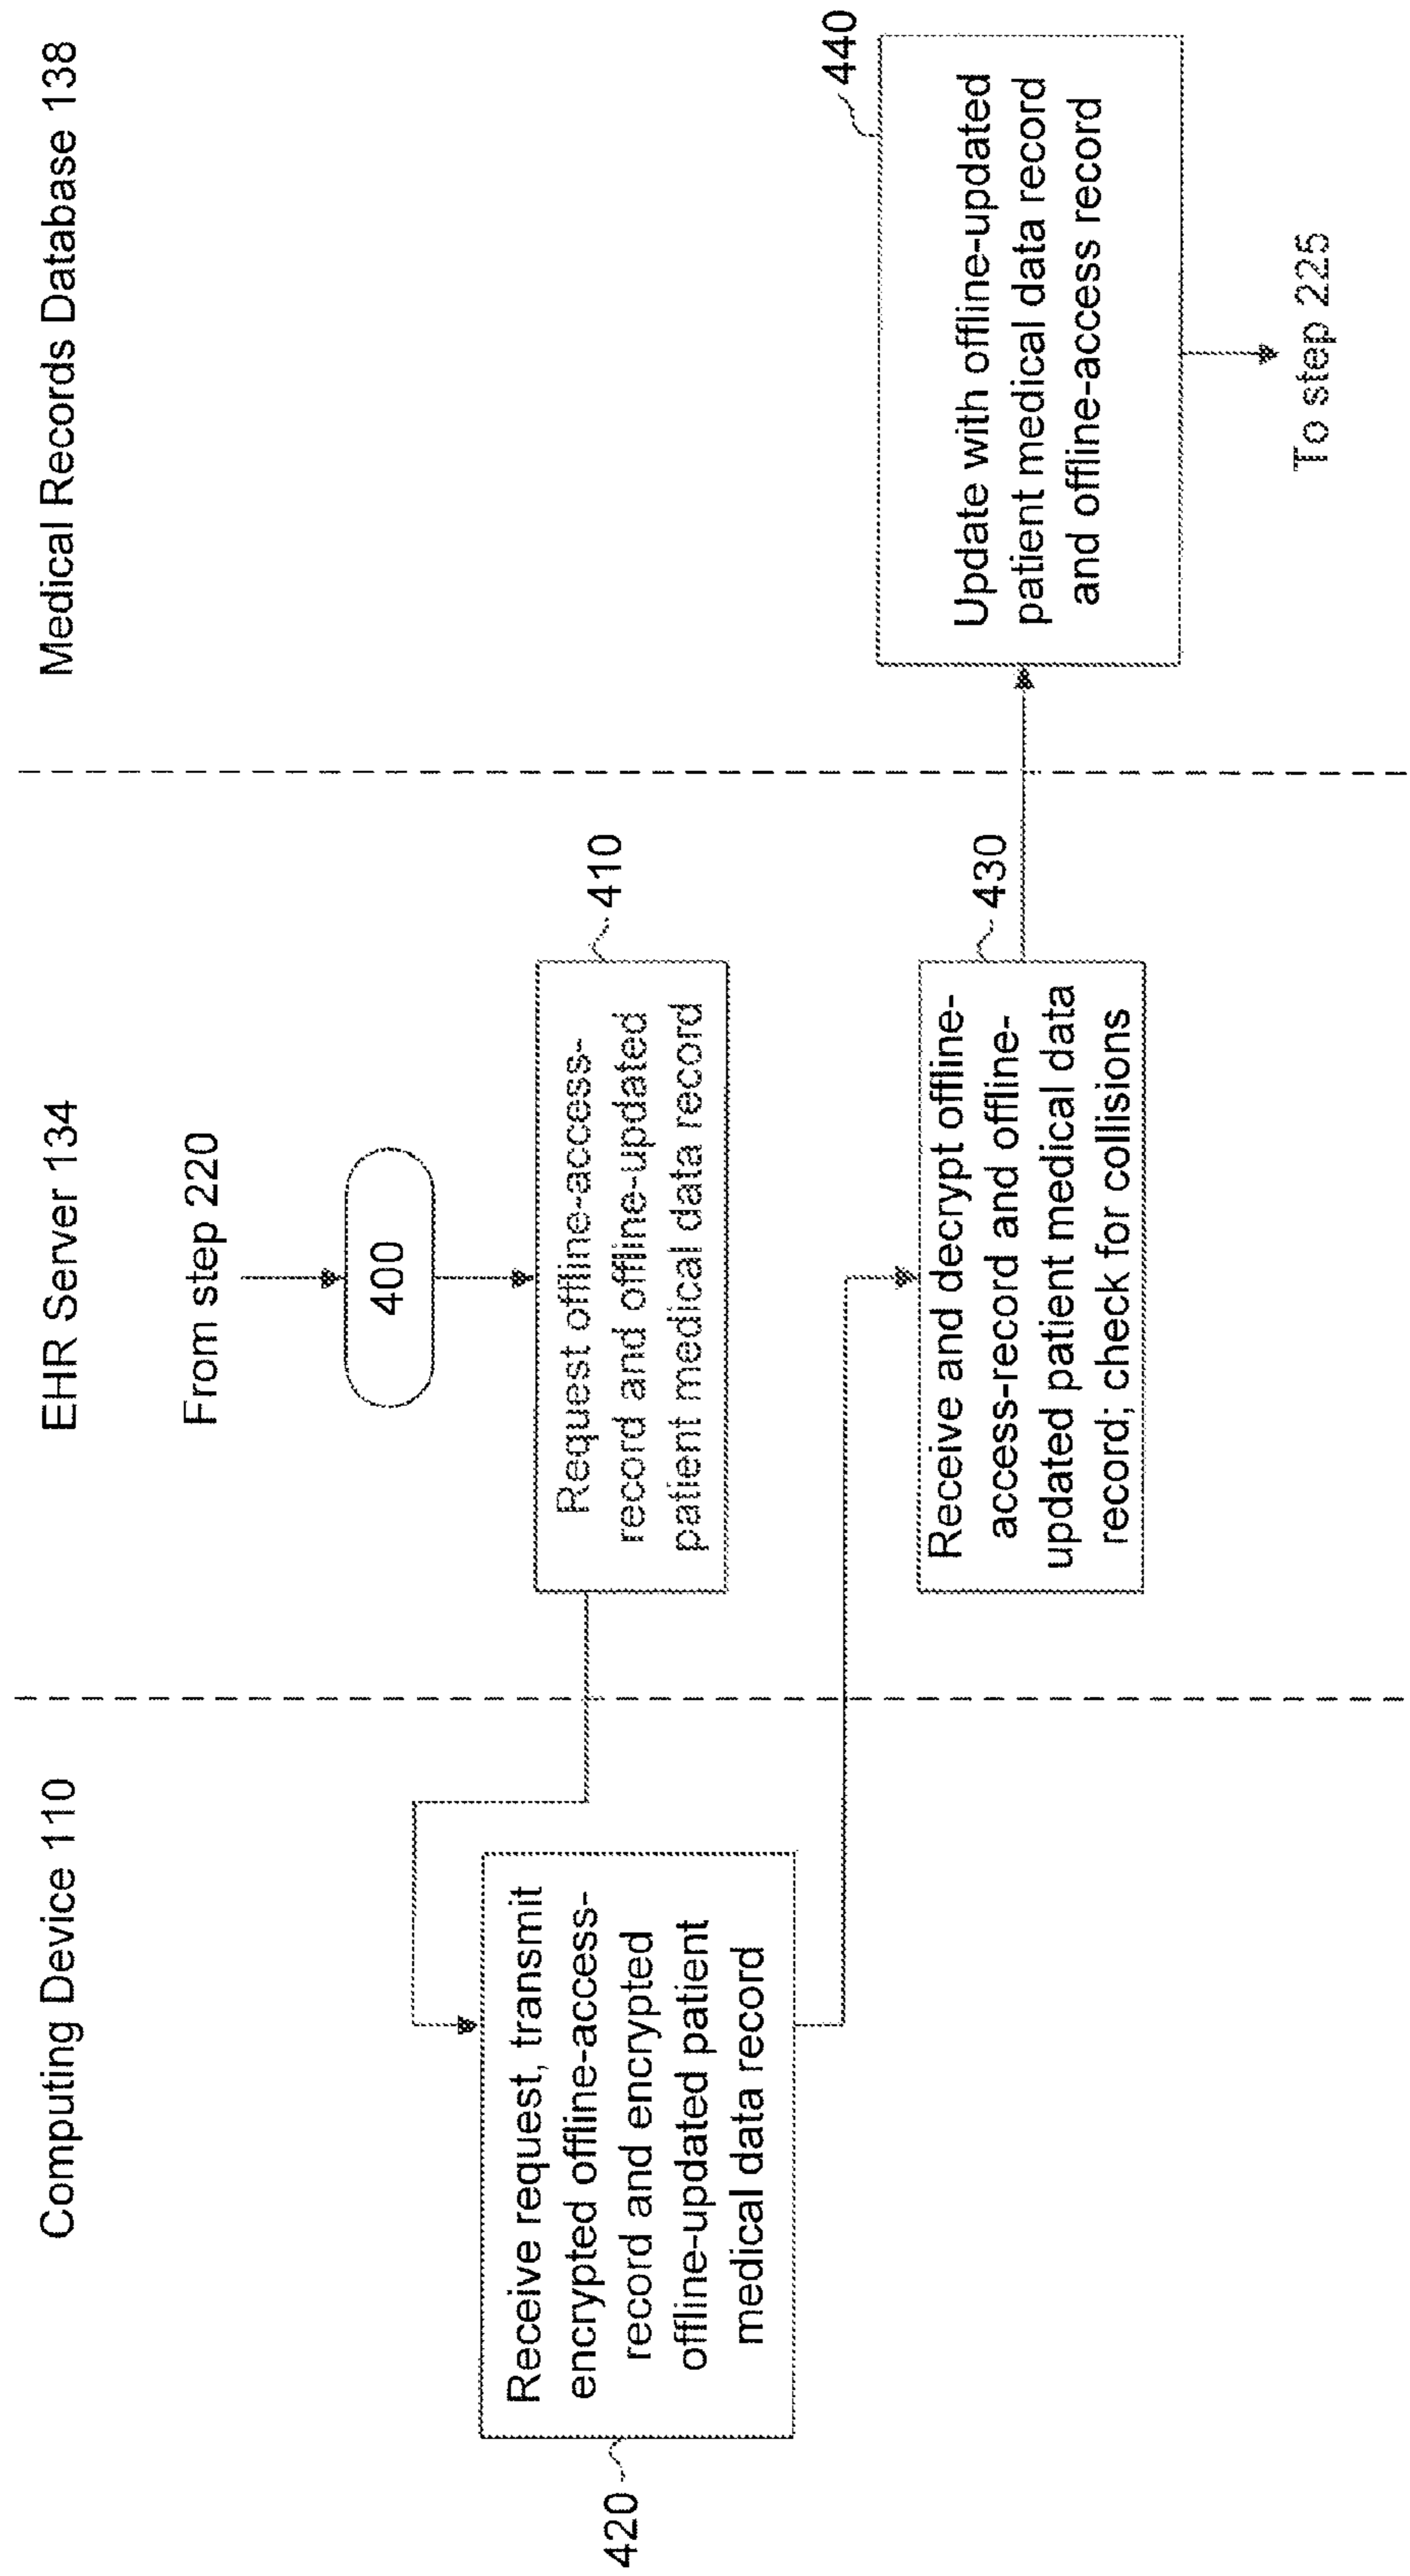 Computing Device 110
EHR Server 134
Medical Records Database 138
From step 220
400
410
Request offline-access-
record and offline-updated
patient medical data record
420
Receive request, transmit
encrypted offline-access-
record and encrypted
offline-updated patient
medical data record
430
Receive and decrypt offline-
access-record and offline-
updated patient medical data
record; check for collisions
440
Update with offline-updated
patient medical data record
and offline-access record
To step 225